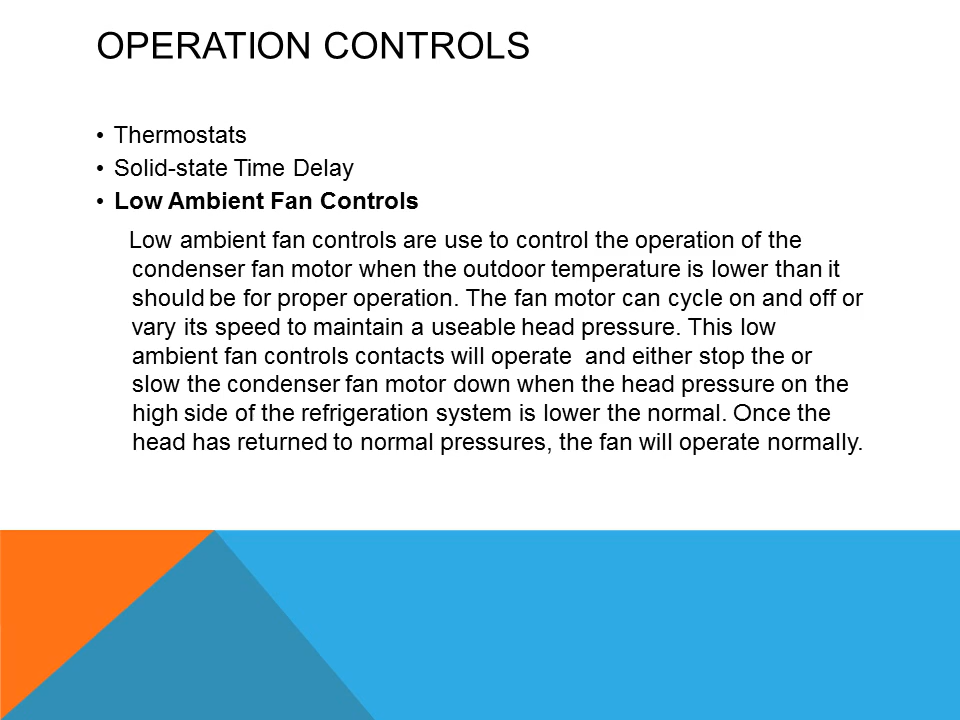 OPERATION CONTROLS
• Thermostats
• Solid-state Time Delay
• Low Ambient Fan Controls
Low ambient fan controls are use to control the operation of the
condenser fan motor when the outdoor temperature is lower than it
should be for proper operation. The fan motor can cycle on and off or
vary its speed to maintain a useable head pressure. This low
ambient fan controls contacts will operate  and either stop the or
slow the condenser fan motor down when the head pressure on the
high side of the refrigeration system is lower the normal. Once the
head has returned to normal pressures, the fan will operate normally.